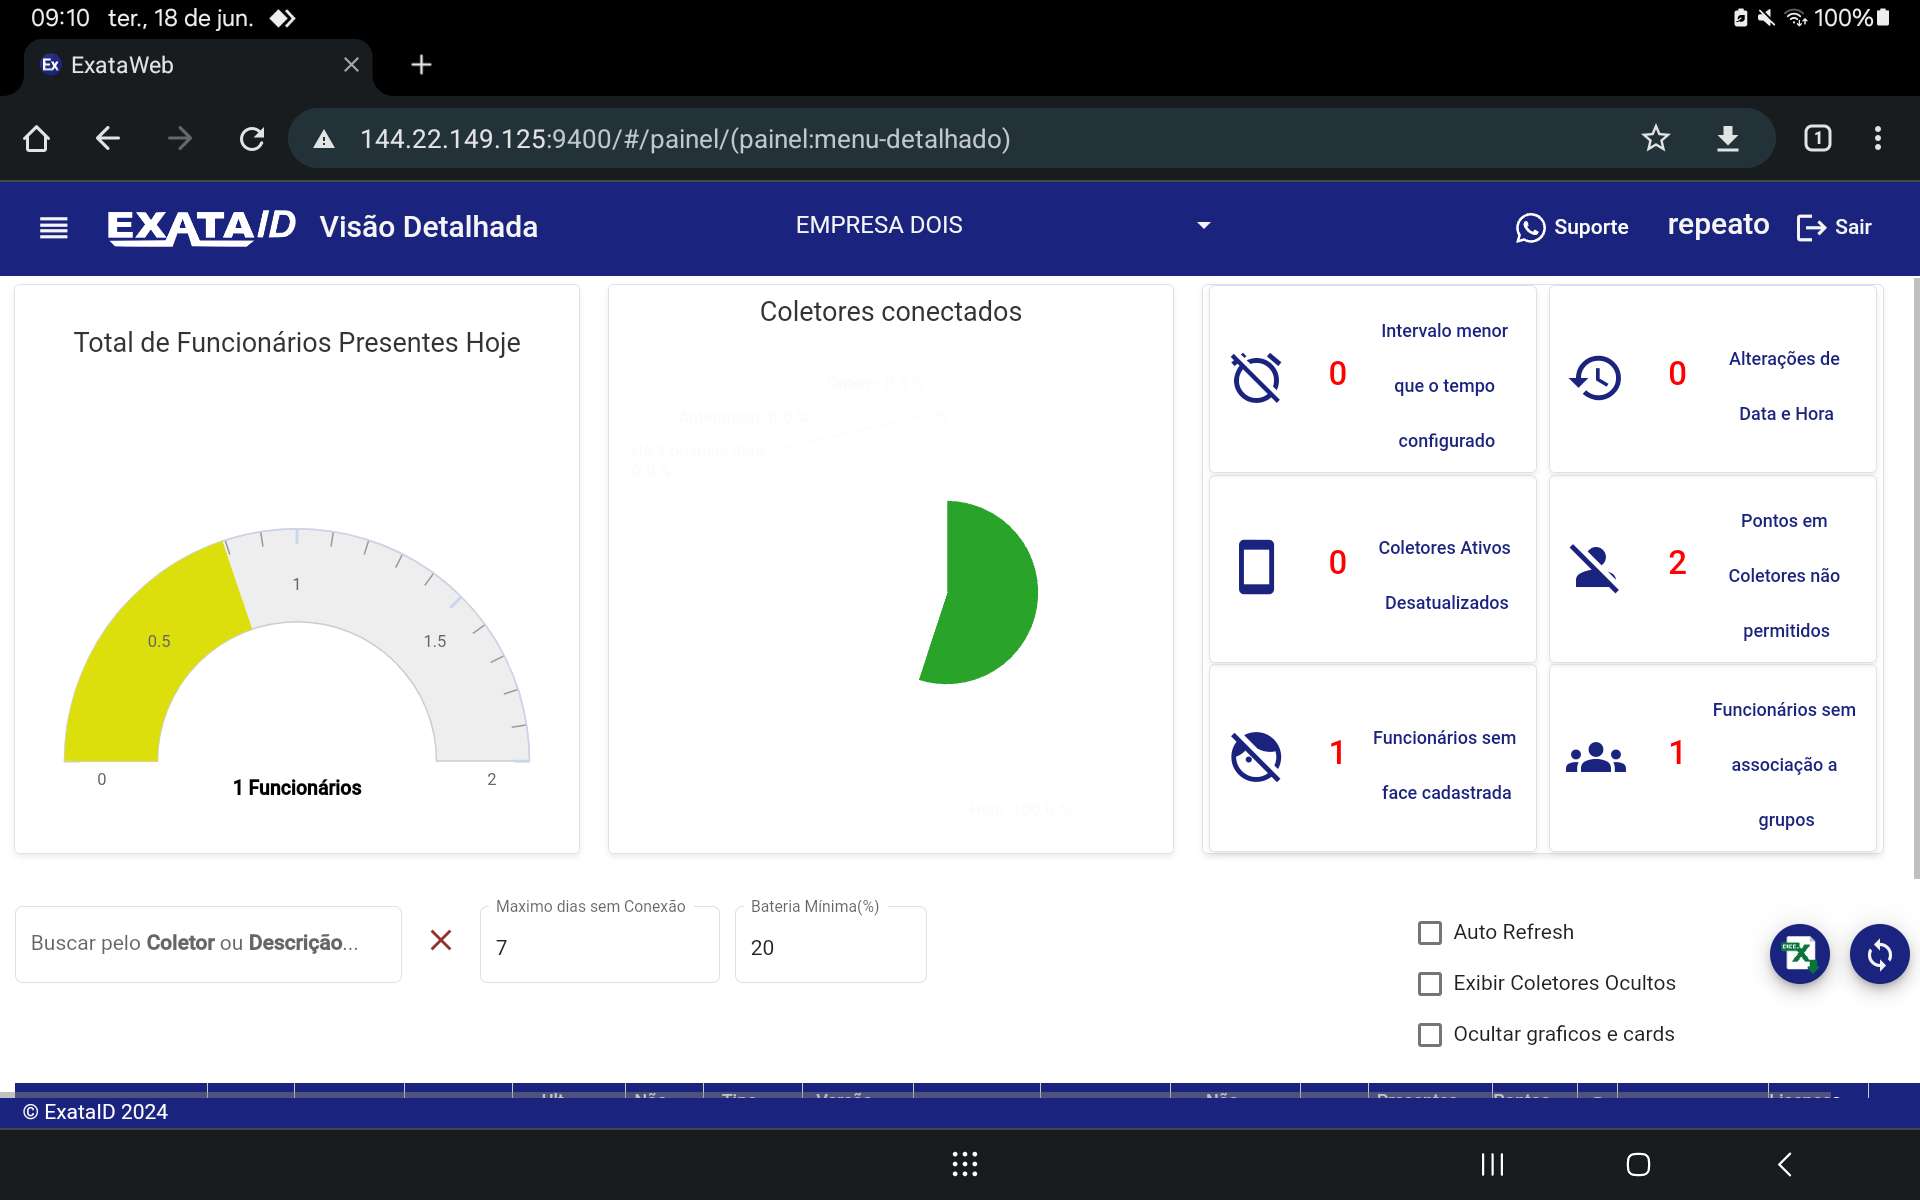 09:10 ter., 18 de jun.
100%
Ex ExataWeb
144.22.149.125:9400/#/painel/(painel:menu-detalhado)
1
EXATAID Visão Detalhada
EMPRESA DOIS
Suporte
repeato
Sair
Total de Funcionários Presentes Hoje
0
0.5
1
1.5
2
1 Funcionários
Coletores conectados
0
Intervalo menor
que o tempo
configurado
0
Alterações de
Data e Hora
0
Coletores Ativos
Desatualizados
2
Pontos em
Coletores não
permitidos
1
Funcionários sem
face cadastrada
1
Funcionários sem
associação a
grupos
Buscar pelo Coletor ou Descrição...
Maximo dias sem Conexão
7
Bateria Mínima(%)
20
Auto Refresh
Exibir Coletores Ocultos
Ocultar graficos e cards
© ExataID 2024